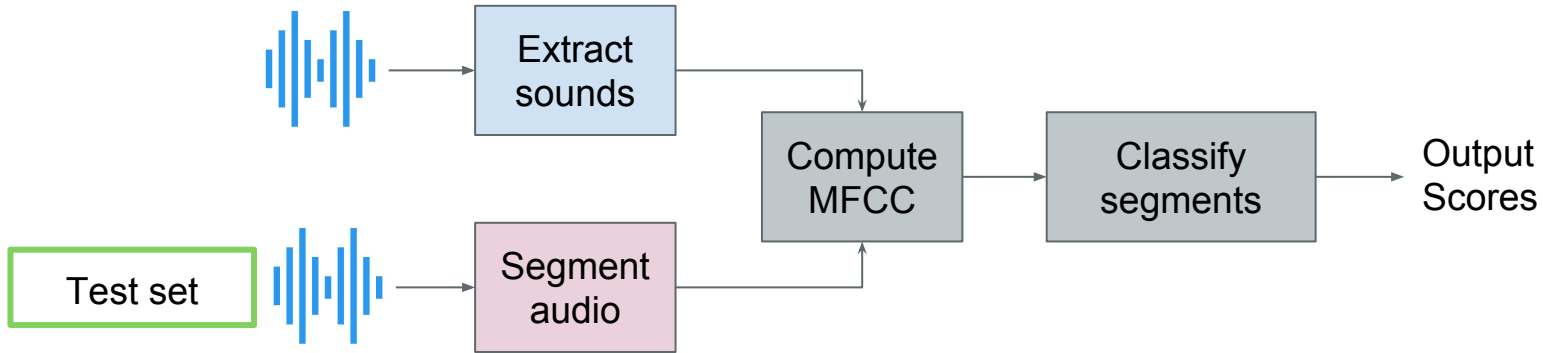 Extract
sounds
Compute
MFCC
Classify
segments
Output
Scores
Test set
Segment
audio